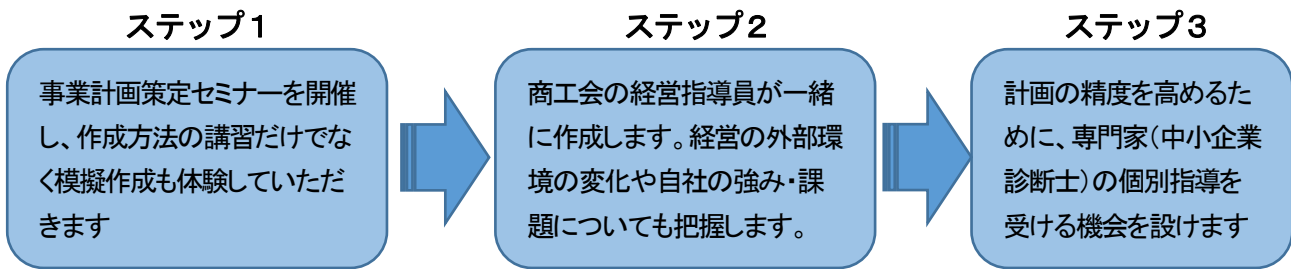 ステップ1
事業計画策定セミナーを開催
し、作成方法の講習だけでな
く模擬作成も体験していただ
きます
ステップ2
商工会の経営指導員が一緒
に作成します。経営の外部環
境の変化や自社の強み・課
題についても把握します。
ステップ3
計画の精度を高めるた
めに、専門家(中小企業
診断士)の個別指導を
受ける機会を設けます